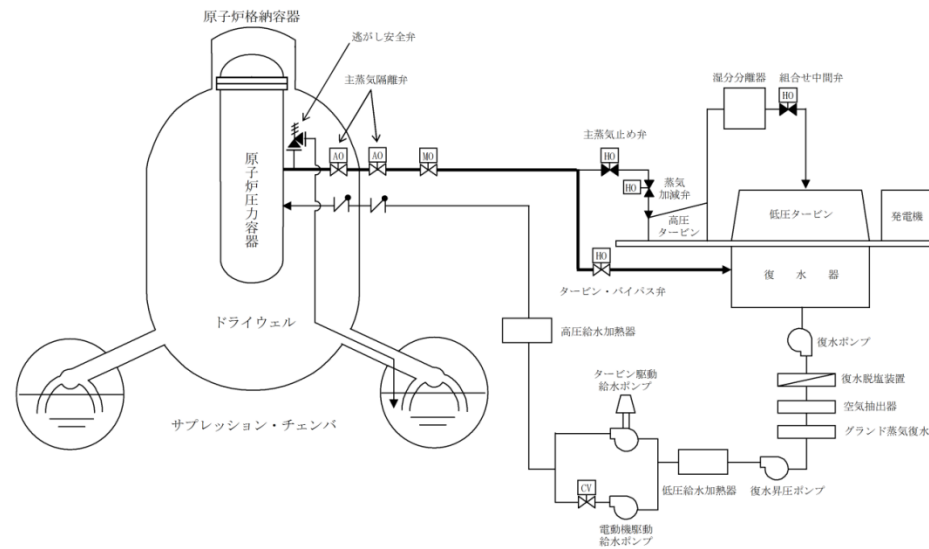 原子炉格納容器
逃がし安全弁
主蒸気隔離弁
湿分分離器
組合せ中間弁
HO
主蒸気止め弁
HO
AO
AO
MO
蒸気
加減弁
HO
高圧
タービン
低圧タービン
発電機
原子炉圧力容器
HO
復水器
タービン・バイパス弁
ドライウェル
高圧給水加熱器
復水ポンプ
タービン駆動
給水ポンプ
復水脱塩装置
空気抽出器
サプレッション・チェンバ
グランド蒸気復水
CV
低圧給水加熱器
復水昇圧ポンプ
電動機駆動
給水ポンプ